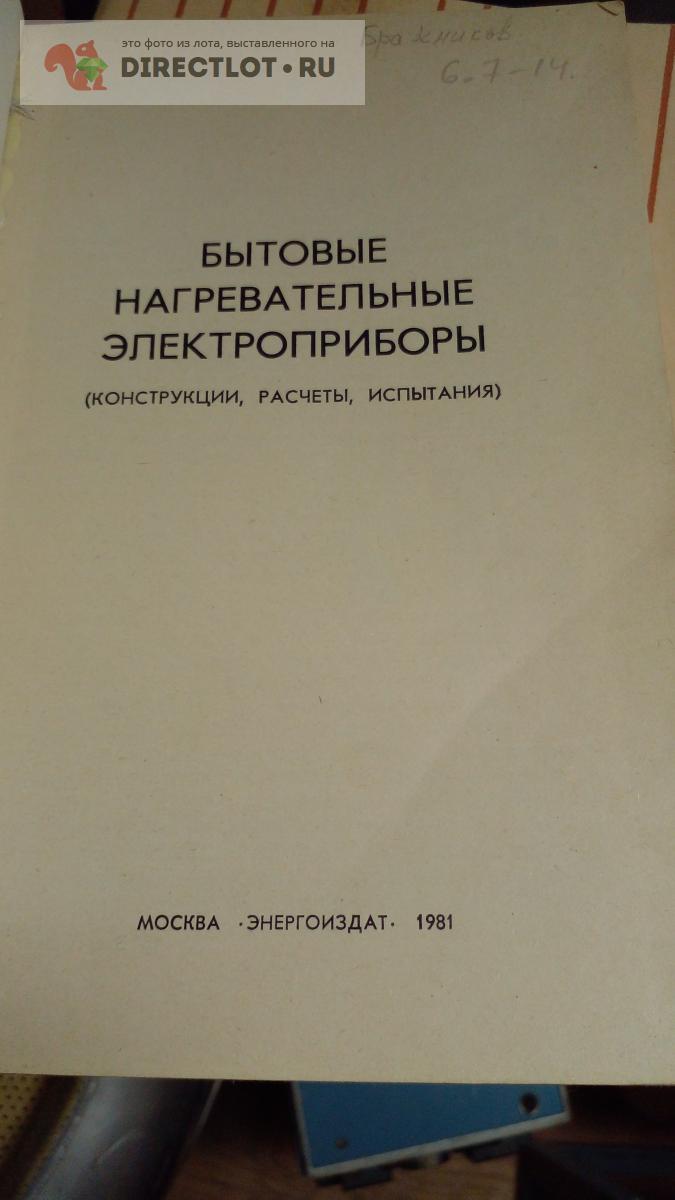 это фото из лота, выставленного на
DIRECTLOT.RU
Бражников
6.7-14.
БЫТОВЫЕ
НАГРЕВАТЕЛЬНЫЕ
ЭЛЕКТРОПРИБОРЫ
(КОНСТРУКЦИИ, РАСЧЕТЫ, ИСПЫТАНИЯ)
МОСКВА ·ЭНЕРГОИЗДАТ· 1981